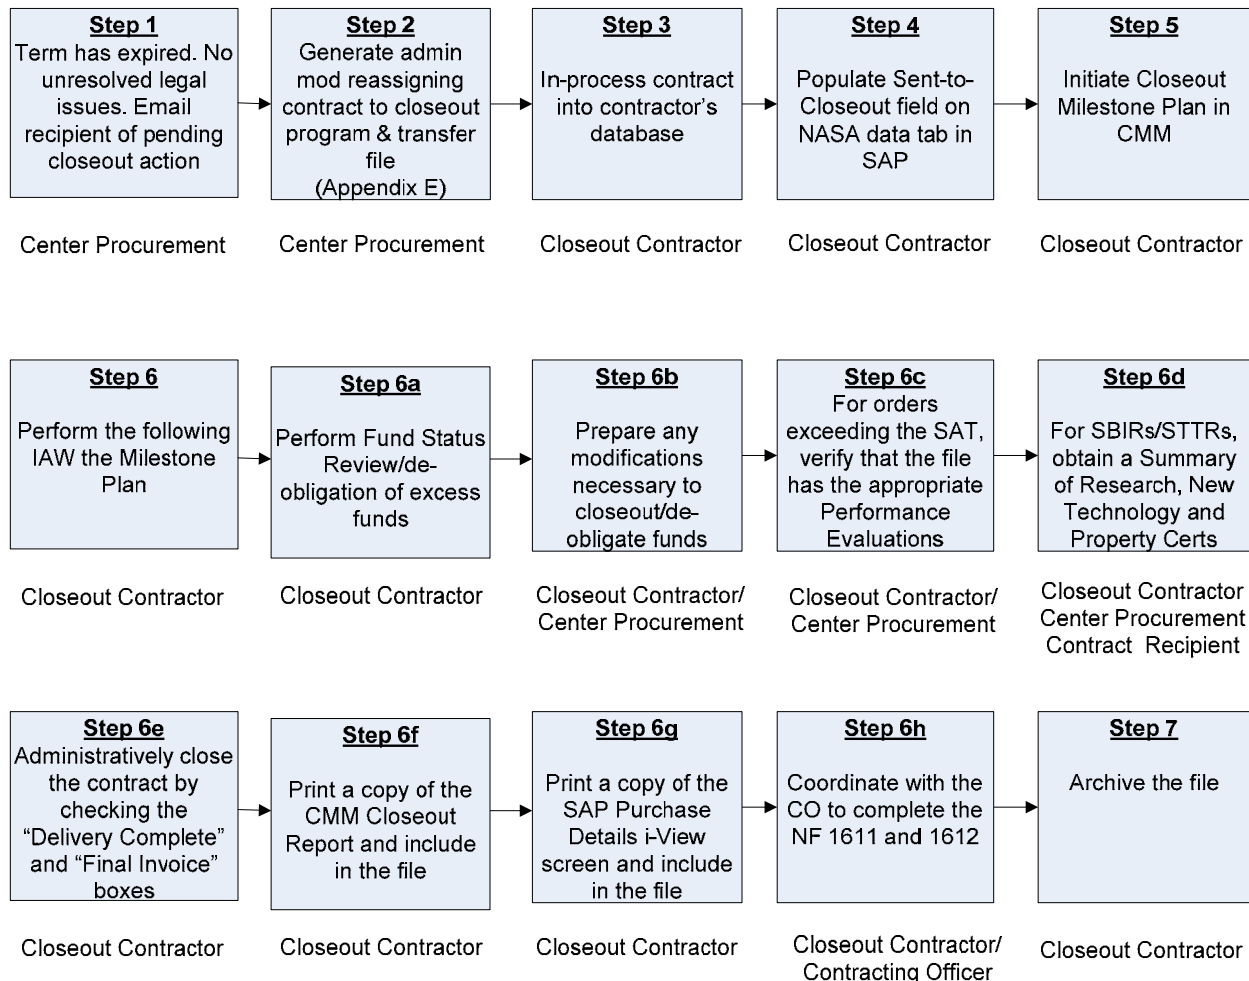 Step 1
Term has expired. No
unresolved legal
issues. Email
recipient of pending
closeout action
Center Procurement
Step 2
Generate admin
mod reassigning
contract to closeout
program & transfer
file
(Appendix E)
Center Procurement
Step 3
In-process contract
into contractor's
database
Closeout Contractor
Step 4
Populate Sent-to-
Closeout field on
NASA data tab in
SAP
Closeout Contractor
Step 5
Initiate Closeout
Milestone Plan in
CMM
Closeout Contractor
Step 6
Perform the following
IAW the Milestone
Plan
Closeout Contractor
Step 6a
Perform Fund Status
Review/de-
obligation of excess
funds
Closeout Contractor
Step 6b
Prepare any
modifications
necessary to
closeout/de-
obligate funds
Closeout Contractor/
Center Procurement
Step 6c
For orders
exceeding the SAT,
verify that the file
has the appropriate
Performance
Evaluations
Closeout Contractor/
Center Procurement
Step 6d
For SBIRs/STTRs,
obtain a Summary
of Research, New
Technology and
Property Certs
Closeout Contractor
Center Procurement
Contract Recipient
Step 6e
Administratively close
the contract by
checking the
“Delivery Complete”
and “Final Invoice”
boxes
Closeout Contractor
Step 6f
Print a copy of the
CMM Closeout
Report and include
in the file
Closeout Contractor
Step 6g
Print a copy of the
SAP Purchase
Details i-View
screen and include
in the file
Closeout Contractor
Step 6h
Coordinate with the
CO to complete the
NF 1611 and 1612
Closeout Contractor/
Contracting Officer
Step 7
Archive the file
Closeout Contractor